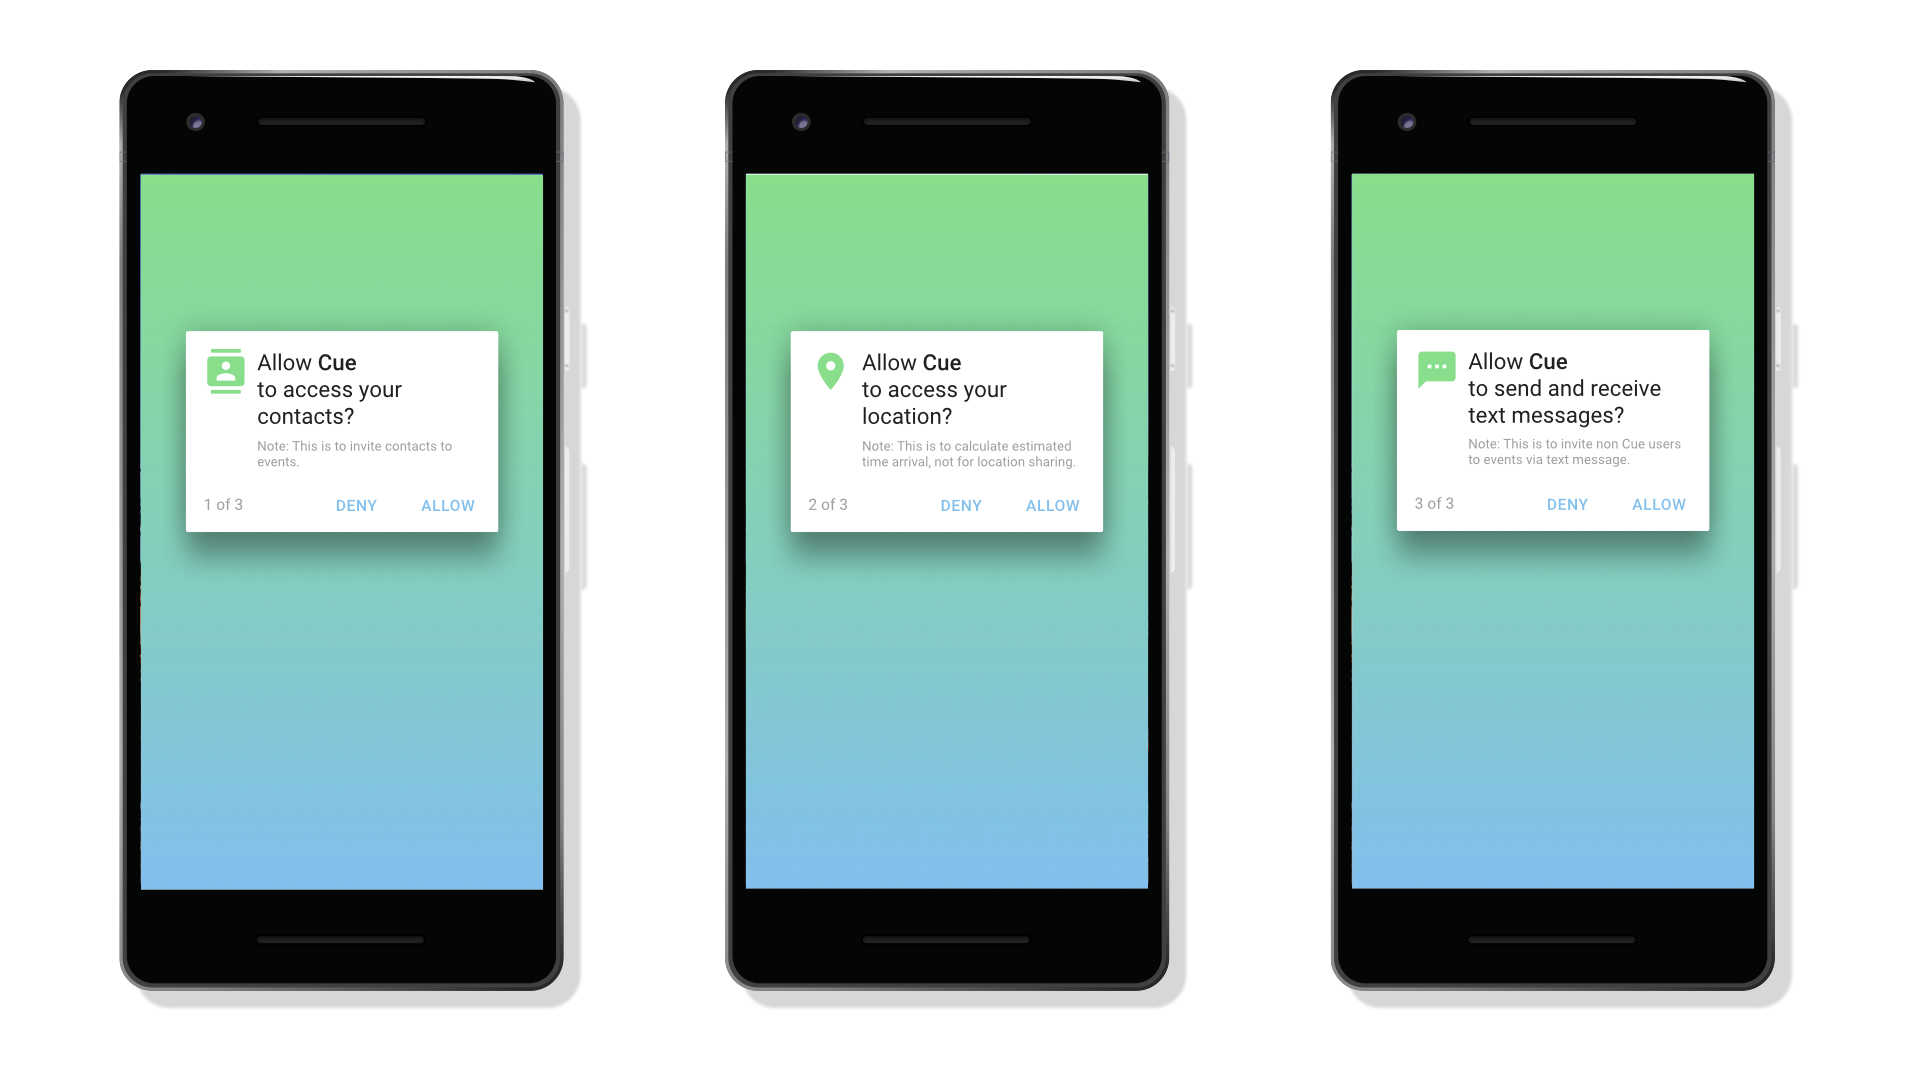 Allow Cue
to access your
contacts?
Note: This is to invite contacts to
events.
1 of 3
DENY
ALLOW
Allow Cue
to access your
location?
Note: This is to calculate estimated
time arrival, not for location sharing.
2 of 3
DENY
ALLOW
Allow Cue
to send and receive
text messages?
Note: This is to invite non Cue users
to events via text message.
3 of 3
DENY
ALLOW